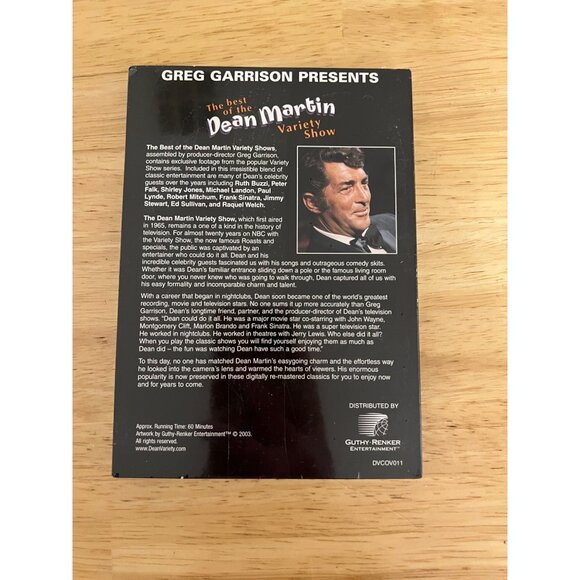 GREG GARRISON PRESENTS
The best
of the
Dean Martin
Variety
Show
The Best of the Dean Martin Variety Shows,
assembled by producer-director Greg Garrison,
contains exclusive footage from the popular Variety
Show series. Included in this irresistible blend of
classic entertainment are many of Dean's celebrity
guests over the years including Ruth Buzzi, Peter
Falk, Shirley Jones, Michael Landon, Paul
Lynde, Robert Mitchum, Frank Sinatra, Jimmy
Stewart, Ed Sullivan, and Raquel Welch.
The Dean Martin Variety Show, which first aired
in 1965, remains a one of a kind in the history of
television. For almost twenty years on NBC with
the Variety Show, the now famous Roasts and
specials, the public was captivated by an
entertainer who could do it all. Dean and his
incredible celebrity guests fascinated us with his songs and outrageous comedy skits.
Whether it was Dean's familiar entrance sliding down a pole or the famous living room
door, where you never knew who was going to walk through, Dean captured all of us with
his easy formality and incomparable charm and talent.
With a career that began in nightclubs, Dean soon became one of the world's greatest
recording, movie and television stars. No one sums it up more accurately than Greg
Garrison, Dean's longtime friend, partner, and the producer-director of Dean's television
shows. "Dean could do it all. He was a major movie star co-starring with John Wayne,
Montgomery Clift, Marlon Brando and Frank Sinatra. He was a super television star.
He worked in nightclubs. He worked in theatres with Jerry Lewis. Who else did it all?
When you play the classic shows you will find yourself enjoying them as much as
Dean did – the fun was watching Dean have such a good time."
To this day, no one has matched Dean Martin's easygoing charm and the effortless way
he looked into the camera's lens and warmed the hearts of viewers. His enormous
popularity is now preserved in these digitally re-mastered classics for you to enjoy now
and for years to come.
Approx. Running Time: 60 Minutes
Artwork by Guthy-Renker Entertainment™ © 2003.
All rights reserved.
www.DeanVariety.com
DISTRIBUTED BY
GUTHY-RENKER
ENTERTAINMENT™
DVCOV011